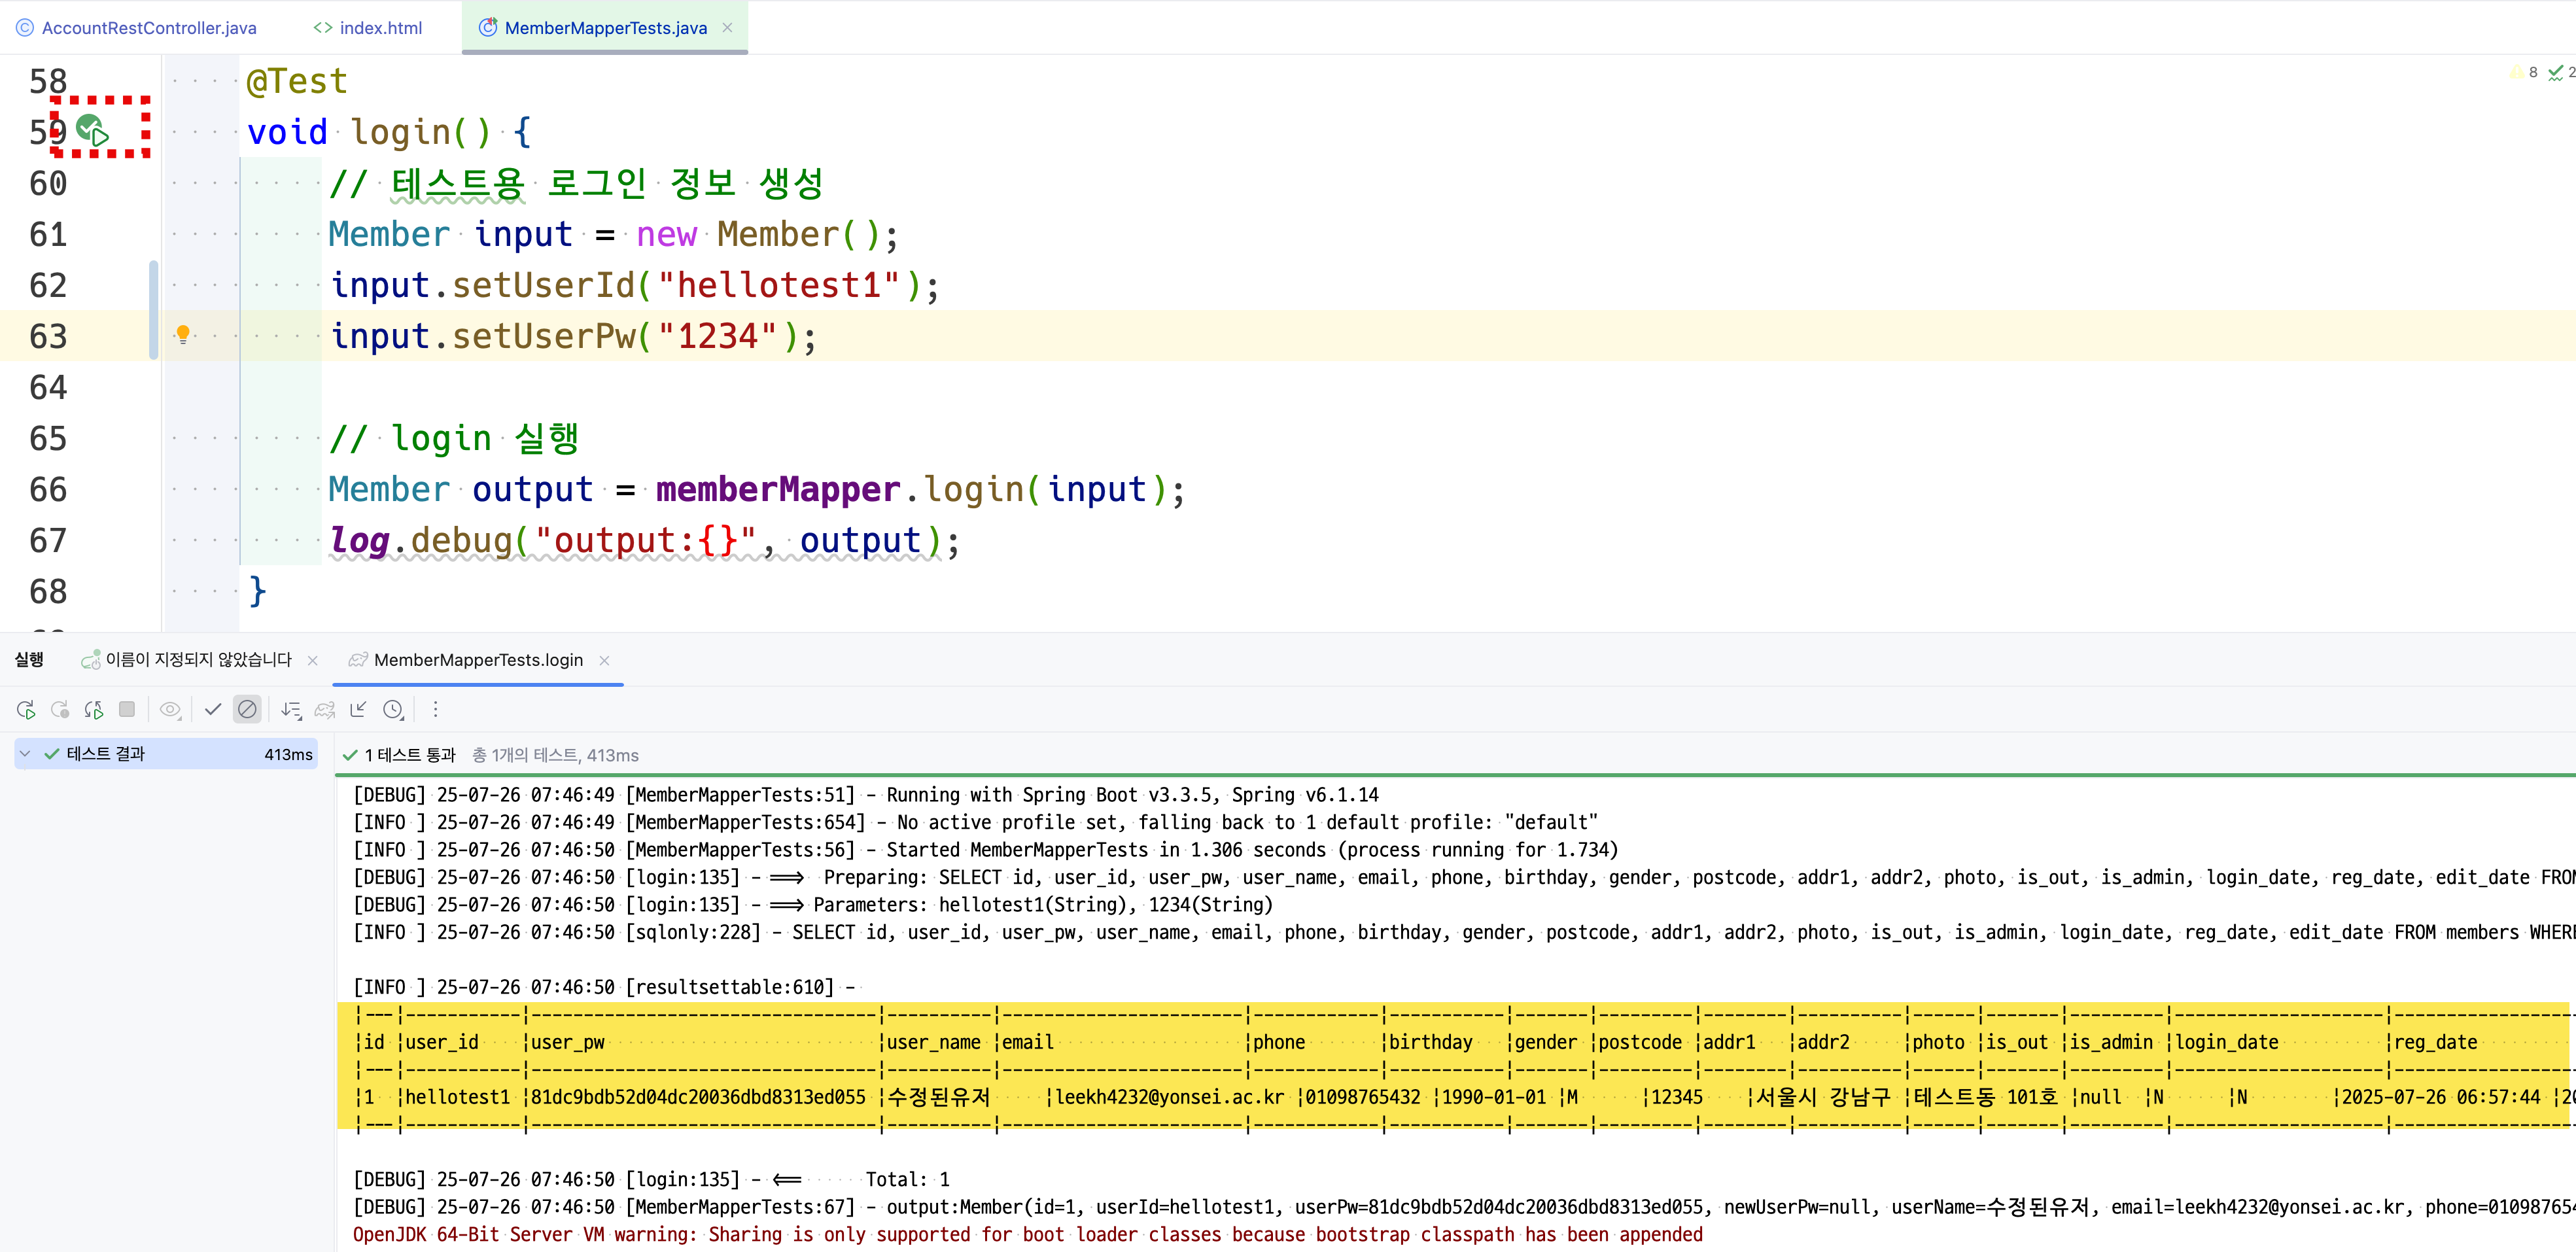 AccountRestController.java <> index.html MemberMapperTests.java
58 @Test 8 2
59 void login() {
60 // 테스트용 로그인 정보 생성
61 Member input = new Member();
62 input.setUserId("hellotest1");
63 input.setUserPw("1234");
64
65 // login 실행
66 Member output = memberMapper.login(input);
67 log.debug("output:{}", output);
68 }
실행 이름이 지정되지 않았습니다 MemberMapperTests.login
테스트 결과 413ms
1 테스트 통과 총 1개의 테스트, 413ms
[DEBUG] 25-07-26 07:46:49 [MemberMapperTests:51] - Running with Spring Boot v3.3.5, Spring v6.1.14
[INFO ] 25-07-26 07:46:49 [MemberMapperTests:654] - No active profile set, falling back to 1 default profile: "default"
[INFO ] 25-07-26 07:46:50 [MemberMapperTests:56] - Started MemberMapperTests in 1.306 seconds (process running for 1.734)
[DEBUG] 25-07-26 07:46:50 [login:135] - ==> Preparing: SELECT id, user_id, user_pw, user_name, email, phone, birthday, gender, postcode, addr1, addr2, photo, is_out, is_admin, login_date, reg_date, edit_date FROM
[DEBUG] 25-07-26 07:46:50 [login:135] - ==> Parameters: hellotest1(String), 1234(String)
[INFO ] 25-07-26 07:46:50 [sqlonly:228] - SELECT id, user_id, user_pw, user_name, email, phone, birthday, gender, postcode, addr1, addr2, photo, is_out, is_admin, login_date, reg_date, edit_date FROM members WHERE
[INFO ] 25-07-26 07:46:50 [resultsettable:610] -
|---|-----------|---------------------------------|----------|-----------------------|------------|-----------|-------|---------|--------|----------|------|-------|---------|--------------------|------------------
|id |user_id |user_pw |user_name |email |phone |birthday |gender |postcode |addr1 |addr2 |photo |is_out |is_admin |login_date |reg_date
|---|-----------|---------------------------------|----------|-----------------------|------------|-----------|-------|---------|--------|----------|------|-------|---------|--------------------|------------------
|1 |hellotest1 |81dc9bdb52d04dc20036dbd8313ed055 |수정된유저 |leekh4232@yonsei.ac.kr |01098765432 |1990-01-01 |M |12345 |서울시 강남구 |테스트동 101호 |null |N |N |2025-07-26 06:57:44 |20
|---|-----------|---------------------------------|----------|-----------------------|------------|-----------|-------|---------|--------|----------|------|-------|---------|--------------------|------------------
[DEBUG] 25-07-26 07:46:50 [login:135] - <== Total: 1
[DEBUG] 25-07-26 07:46:50 [MemberMapperTests:67] - output:Member(id=1, userId=hellotest1, userPw=81dc9bdb52d04dc20036dbd8313ed055, newUserPw=null, userName=수정된유저, email=leekh4232@yonsei.ac.kr, phone=010987654
OpenJDK 64-Bit Server VM warning: Sharing is only supported for boot loader classes because bootstrap classpath has been appended